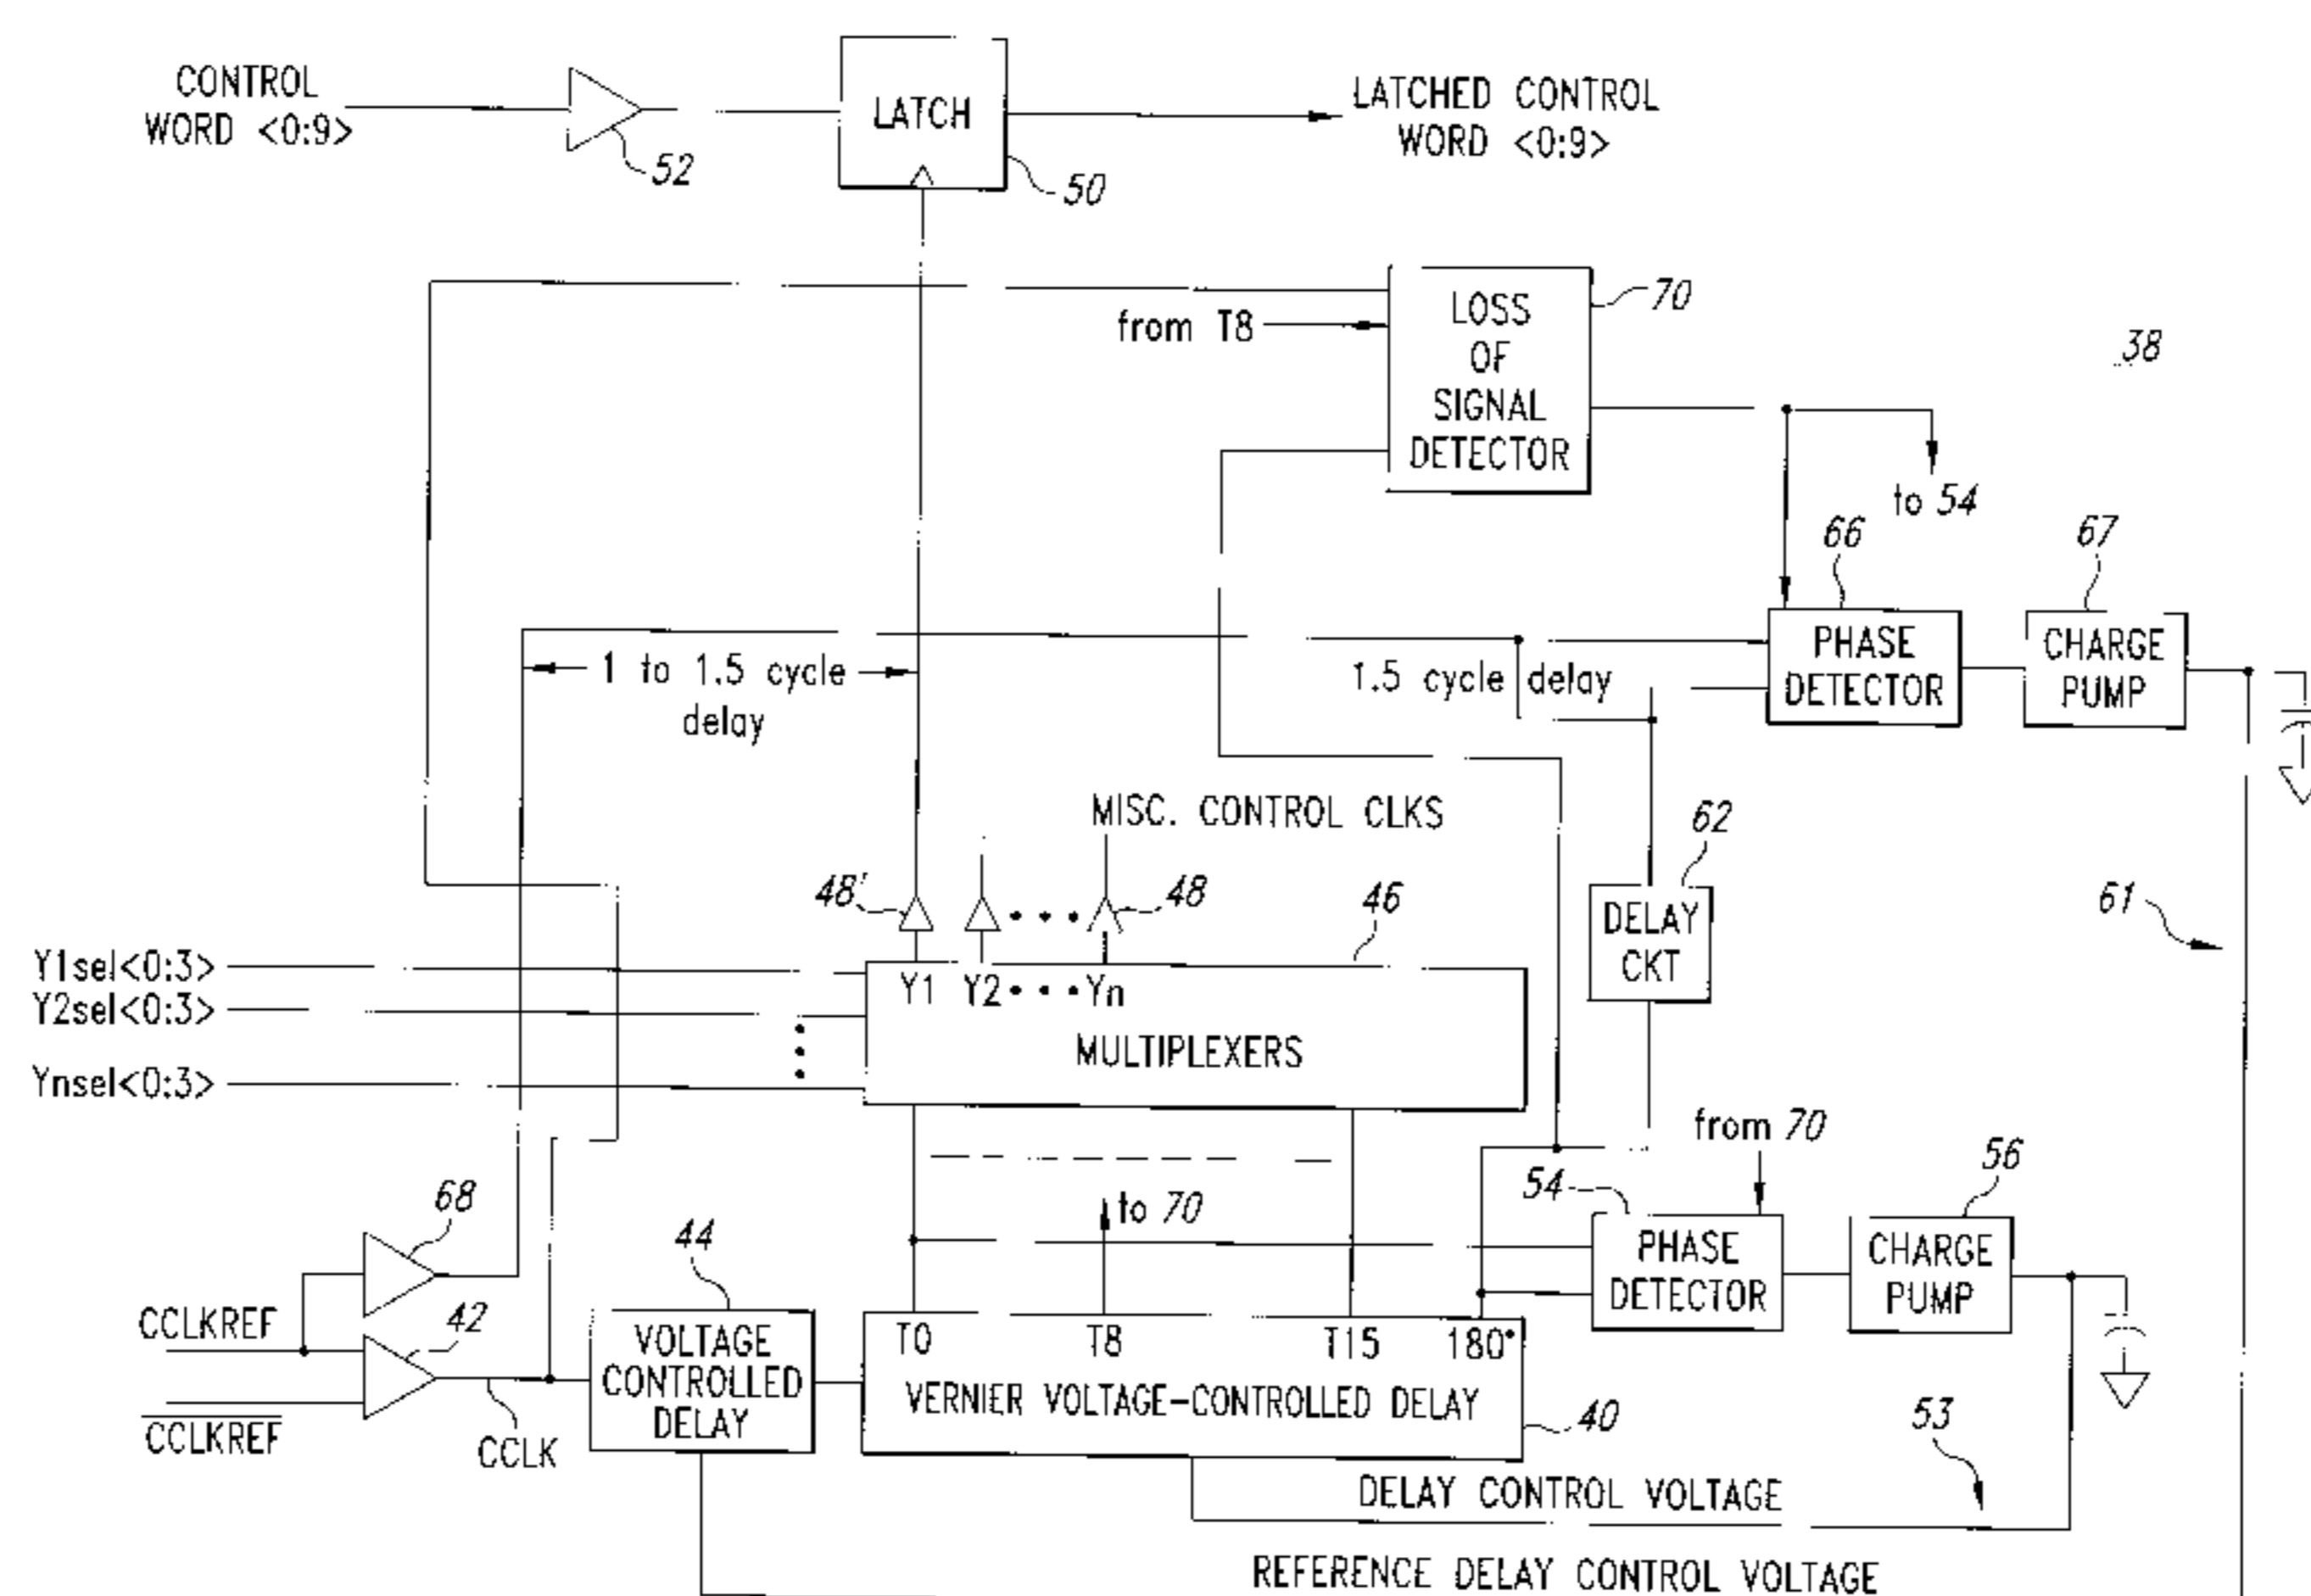 CONTROL
WORD <0:9>
52
LATCH
50
LATCHED CONTROL
WORD <0:9>
from T8
LOSS
OF
SIGNAL
DETECTOR
70
38
to 54
66
67
1 to 1.5 cycle
delay
1.5 cycle delay
PHASE
DETECTOR
CHARGE
PUMP
MISC. CONTROL CLKS
62
48'
48
46
DELAY
CKT
61
Y1sel<0:3>
Y2sel<0:3>
Ynsel<0:3>
Y1 Y2 Yn
MULTIPLEXERS
from 70
68
44
to 70
54
56
CCLKREF
42
CCLKREF
CCLK
VOLTAGE
CONTROLLED
DELAY
T0 T8 T15 180°
VERNIER VOLTAGE-CONTROLLED DELAY
40
PHASE
DETECTOR
CHARGE
PUMP
53
DELAY CONTROL VOLTAGE
REFERENCE DELAY CONTROL VOLTAGE